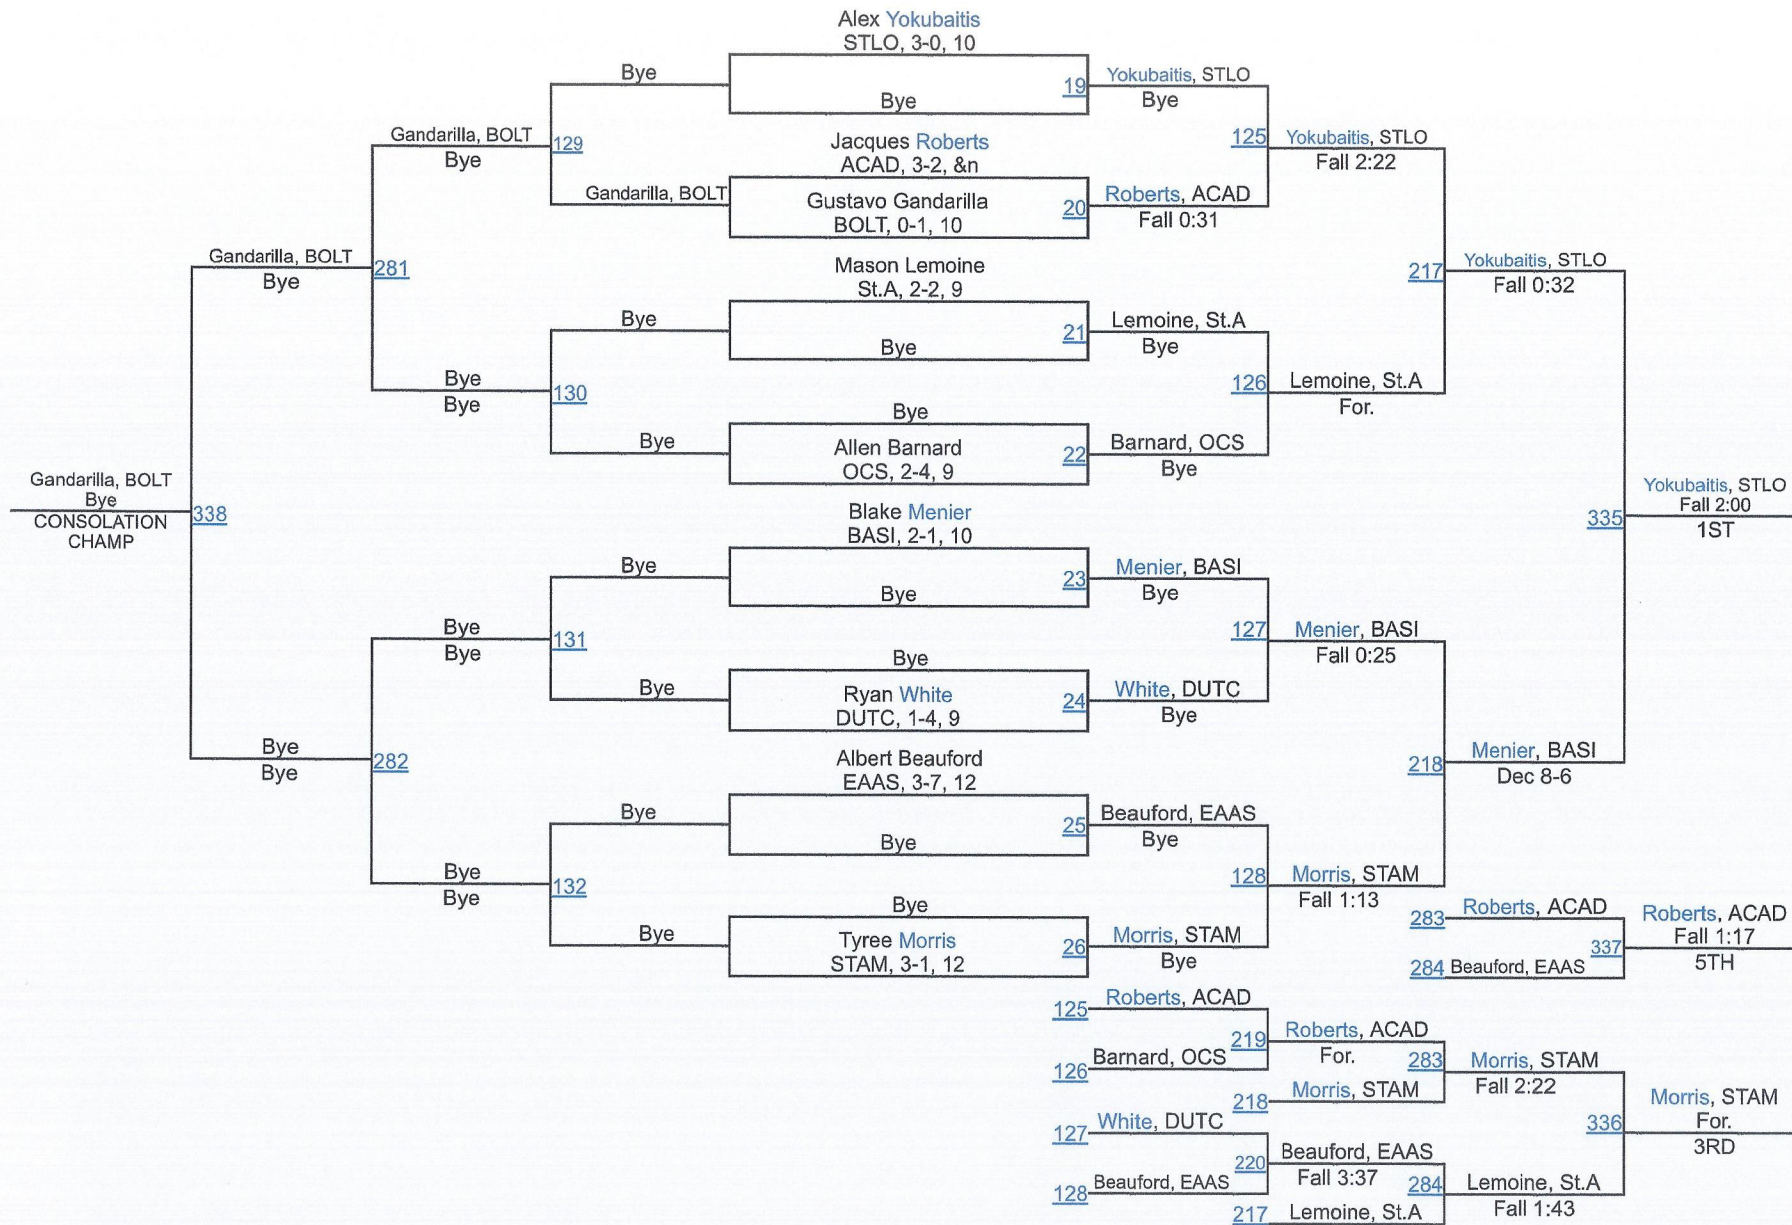 Alex Yokubaitis
STLO, 3-0, 10
Bye
Bye
19
Yokubaitis, STLO
Bye
Gandarilla, BOLT
Bye
129
Jacques Roberts
ACAD, 3-2, &n
125
Yokubaitis, STLO
Fall 2:22
Gandarilla, BOLT
Gustavo Gandarilla
BOLT, 0-1, 10
20
Roberts, ACAD
Fall 0:31
Gandarilla, BOLT
Bye
281
Mason Lemoine
St.A, 2-2, 9
217
Yokubaitis, STLO
Fall 0:32
Bye
Bye
21
Lemoine, St.A
Bye
Bye
Bye
130
126
Lemoine, St.A
For.
Bye
Bye
Allen Barnard
OCS, 2-4, 9
22
Barnard, OCS
Bye
Gandarilla, BOLT
Bye
CONSOLATION
CHAMP
338
Blake Menier
BASI, 2-1, 10
335
Yokubaitis, STLO
Fall 2:00
1ST
Bye
Bye
23
Menier, BASI
Bye
Bye
Bye
131
127
Menier, BASI
Fall 0:25
Bye
Bye
Ryan White
DUTC, 1-4, 9
24
White, DUTC
Bye
Bye
Bye
282
Albert Beauford
EAAS, 3-7, 12
218
Menier, BASI
Dec 8-6
Bye
Bye
25
Beauford, EAAS
Bye
Bye
Bye
132
128
Morris, STAM
Fall 1:13
Bye
Bye
Tyree Morris
STAM, 3-1, 12
26
Morris, STAM
Bye
283
Roberts, ACAD
337
Roberts, ACAD
Fall 1:17
5TH
284
Beauford, EAAS
125
Roberts, ACAD
219
Roberts, ACAD
For.
126
Barnard, OCS
283
Morris, STAM
Fall 2:22
218
Morris, STAM
336
Morris, STAM
For.
3RD
127
White, DUTC
220
Beauford, EAAS
Fall 3:37
128
Beauford, EAAS
284
Lemoine, St.A
Fall 1:43
217
Lemoine, St.A